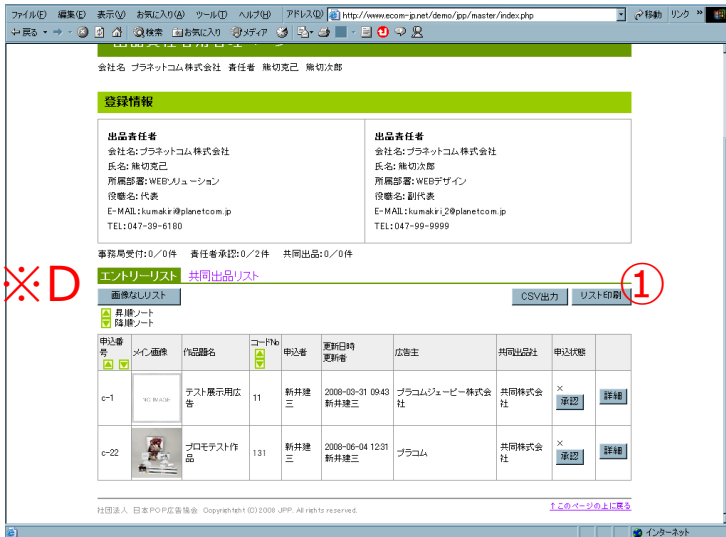 ファイル(F) 編集(E) 表示(V) お気に入り(A) ツール(T) ヘルプ(H) アドレス(D) http://www.ecom-jp.net/demo/jpp/master/index.php 移動 リンク »
戻る 検索 お気に入り メディア
会社名 プラネットコム株式会社 責任者 熊切克己 熊切次郎
登録情報
出品責任者
会社名:プラネットコム株式会社
氏名:熊切克己
所属部署:WEBソリューション
役職名:代表
E-MAIL:kumakiri@planetcom.jp
TEL:047-39-6180
出品責任者
会社名:プラネットコム株式会社
氏名:熊切次郎
所属部署:WEBデザイン
役職名:副代表
E-MAIL:kumakiri_2@planetcom.jp
TEL:047-99-9999
事務局受付:0/0件 責任者承認:0/2件 共同出品:0/0件
※D エントリーリスト 共同出品リスト ①
画像なしリスト CSV出力 リスト印刷
昇順ソート
降順ソート
申込番号 メイン画像 作品題名 コードNo 申込者 更新日時 更新者 広告主 共同出品社 申込状態
c-1 NO IMAGE テスト展示用広告 11 新井建三 2008-03-31 09:43 新井建三 プラコムジェーピー株式会社 共同株式会社 × 承認 詳細
c-22 プロモテスト作品 131 新井建三 2008-06-04 12:31 新井建三 プラコム 共同株式会社 × 承認 詳細
↑このページの上に戻る
社団法人 日本POP広告協会 Copyrightright (C)2008 JPP. All rights reserved.
インターネット